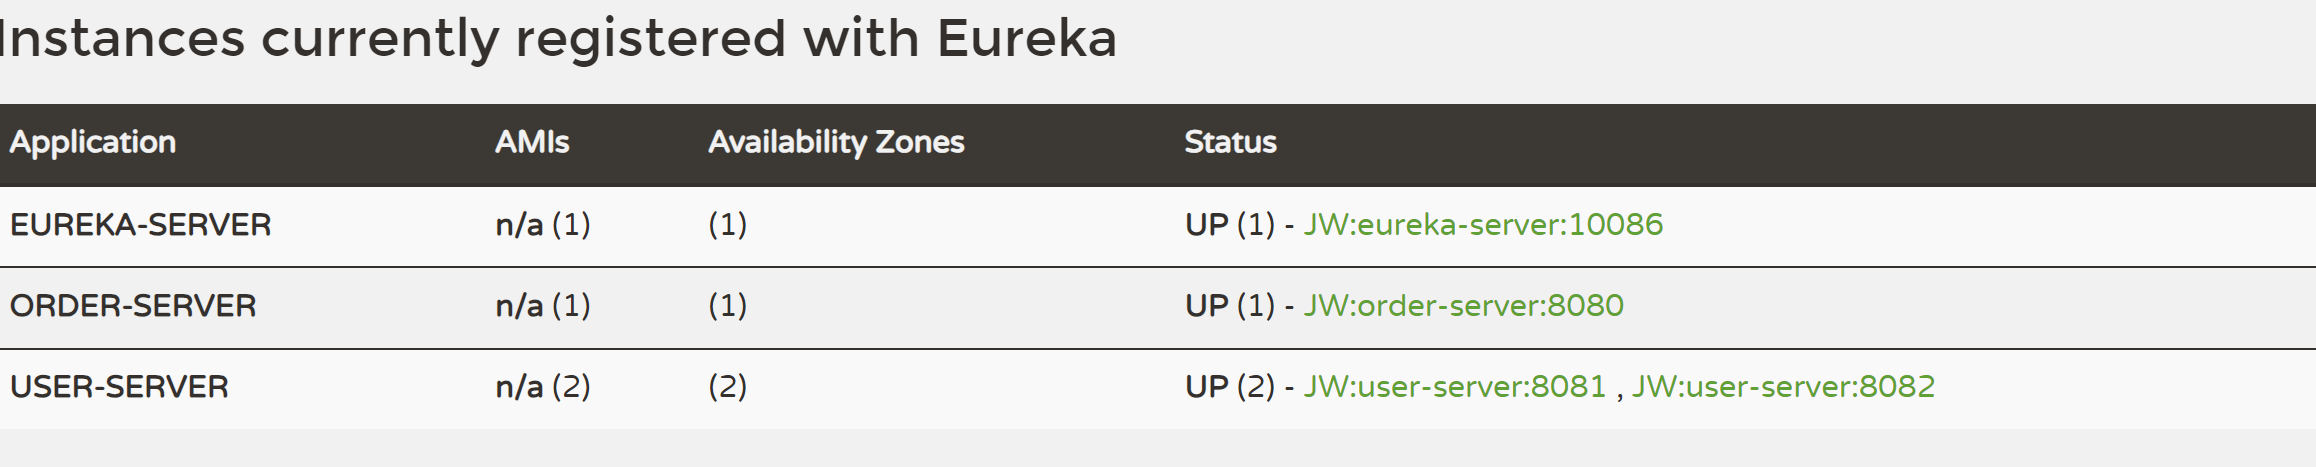 Instances currently registered with Eureka
Application AMIs Availability Zones Status
EUREKA-SERVER n/a (1) (1) UP (1) - JW:eureka-server:10086
ORDER-SERVER n/a (1) (1) UP (1) - JW:order-server:8080
USER-SERVER n/a (2) (2) UP (2) - JW:user-server:8081 , JW:user-server:8082